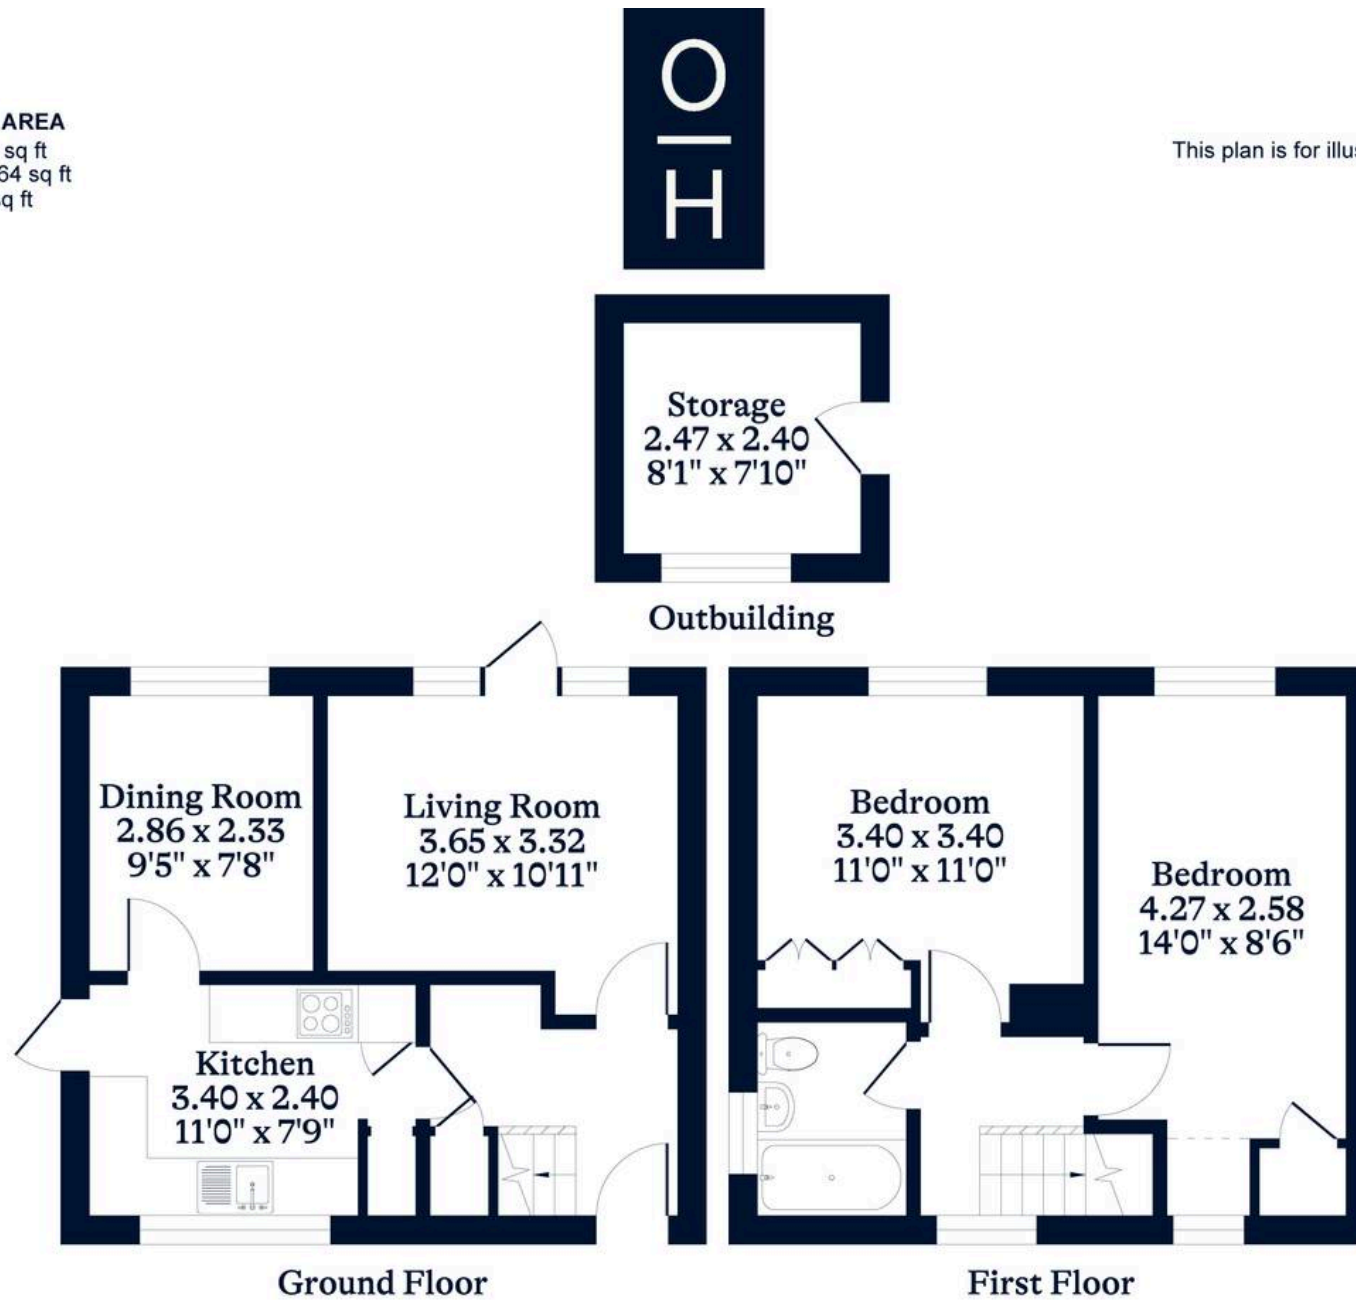 O
H
AREA
sq ft
64 sq ft
sq ft
This plan is for illus
Storage
2.47 x 2.40
8'1" x 7'10"
Outbuilding
Dining Room
2.86 x 2.33
9'5" x 7'8"
Living Room
3.65 x 3.32
12'0" x 10'11"
Kitchen
3.40 x 2.40
11'0" x 7'9"
Ground Floor
Bedroom
3.40 x 3.40
11'0" x 11'0"
Bedroom
4.27 x 2.58
14'0" x 8'6"
First Floor